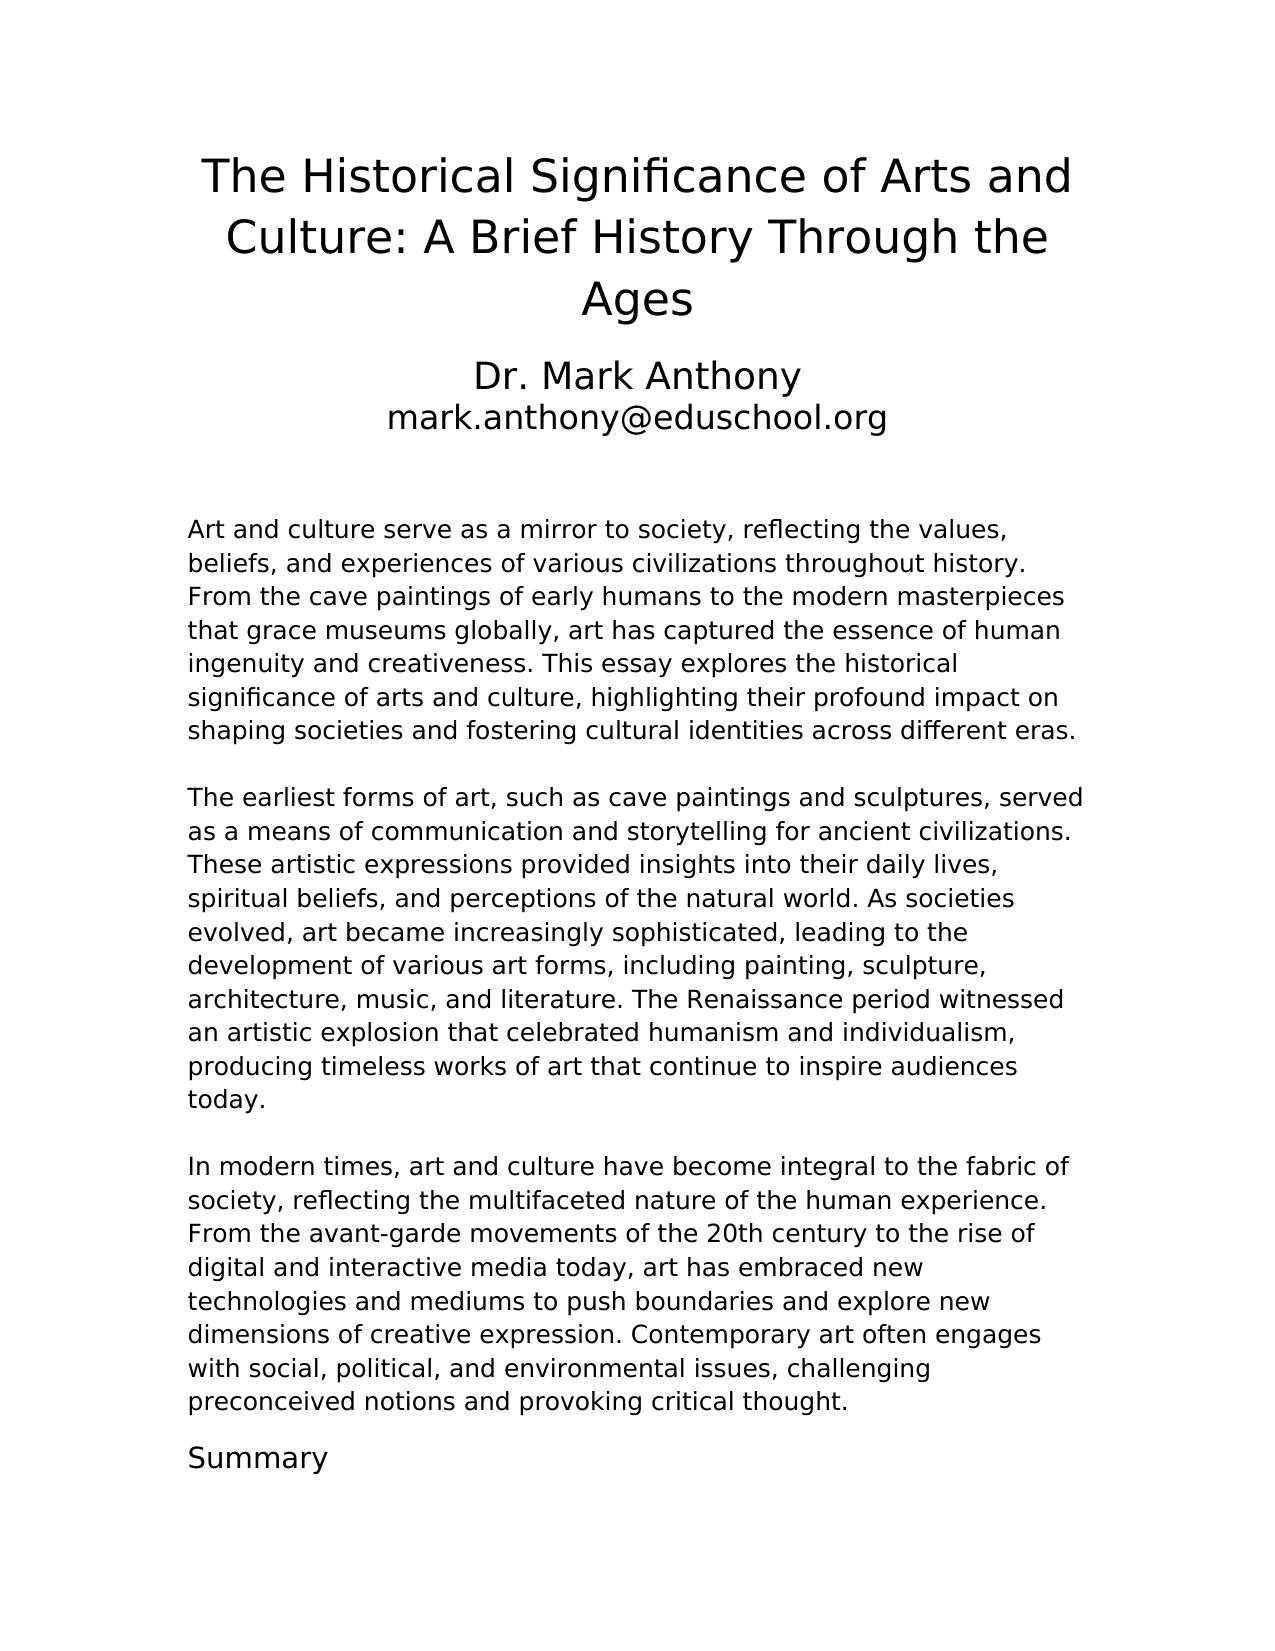 The Historical Significance of Arts and
Culture: A Brief History Through the
Ages
Dr. Mark Anthony
mark.anthony@eduschool.org
Art and culture serve as a mirror to society, reflecting the values,
beliefs, and experiences of various civilizations throughout history.
From the cave paintings of early humans to the modern masterpieces
that grace museums globally, art has captured the essence of human
ingenuity and creativeness. This essay explores the historical
significance of arts and culture, highlighting their profound impact on
shaping societies and fostering cultural identities across different eras.
The earliest forms of art, such as cave paintings and sculptures, served
as a means of communication and storytelling for ancient civilizations.
These artistic expressions provided insights into their daily lives,
spiritual beliefs, and perceptions of the natural world. As societies
evolved, art became increasingly sophisticated, leading to the
development of various art forms, including painting, sculpture,
architecture, music, and literature. The Renaissance period witnessed
an artistic explosion that celebrated humanism and individualism,
producing timeless works of art that continue to inspire audiences
today.
In modern times, art and culture have become integral to the fabric of
society, reflecting the multifaceted nature of the human experience.
From the avant-garde movements of the 20th century to the rise of
digital and interactive media today, art has embraced new
technologies and mediums to push boundaries and explore new
dimensions of creative expression. Contemporary art often engages
with social, political, and environmental issues, challenging
preconceived notions and provoking critical thought.
Summary